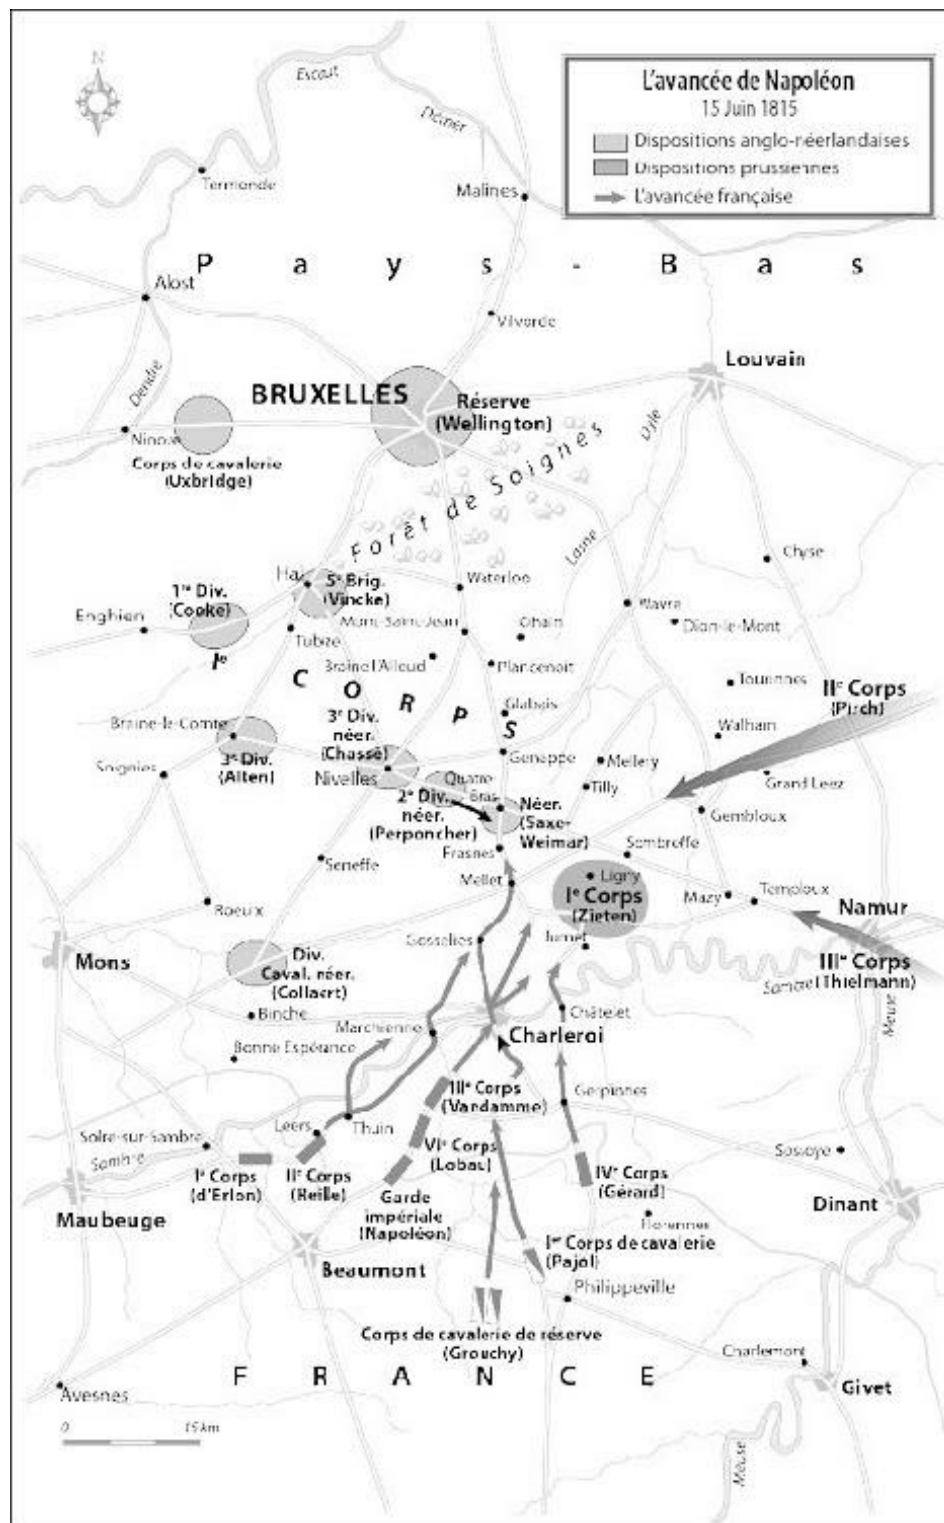 N
Escaut
L'avancée de Napoléon
15 Juin 1815
Dispositions anglo-néerlandaises
Dispositions prussiennes
L'avancée française
Démer
Termonde
Malines
Pays-Bas
Alost
Vilvorde
Dendre
Louvain
BRUXELLES
Réserve
(Wellington)
Dyle
Ninove
Corps de cavalerie
(Uxbridge)
Forêt de Soignes
Lasne
Chyse
Hal
5e Brig.
(Vincke)
Waterloo
1re Div.
(Cooke)
Enghien
Wavre
Mont-Saint-Jean
Ohain
Dion-le-Mont
Tubize
Braine l'Alleud
Plancenoit
Ie CORPS
Tourinnes
IIe Corps
(Pirch)
Glabais
Braine-le-Comte
3e Div.
néer.
(Chassé)
Walhain
3e Div.
(Alten)
Genappe
Mellery
Soignies
Nivelles
Grand Leez
Quatre-
Bras
Tilly
2e Div.
néer.
(Perponcher)
Néer.
(Saxe-
Weimar)
Gembloux
Frasnes
Sombreffe
Seneffe
Mellet
Ligny
Ie Corps
(Zieten)
Mazy
Temploux
Roeulx
Namur
Gosselies
Jumet
Mons
Div.
Caval. néer.
(Collaert)
IIIe Corps
(Thielmann)
Sambre
Meuse
Binche
Marchienne
Châtelet
Charleroi
Bonne Espérance
IIIe Corps
(Vandamme)
Gerpinnes
Leers
Thuin
Solre-sur-Sambre
Sambre
VIe Corps
(Lobau)
Sosoye
Ie Corps
(d'Erlon)
IIe Corps
(Reille)
IVe Corps
(Gérard)
Garde
impériale
(Napoléon)
Maubeuge
Dinant
Florennes
Ier Corps de cavalerie
(Pajol)
Beaumont
Philippeville
Corps de cavalerie de réserve
(Grouchy)
Charlemont
FRANCE
Givet
Avesnes
0 15 km
Meuse